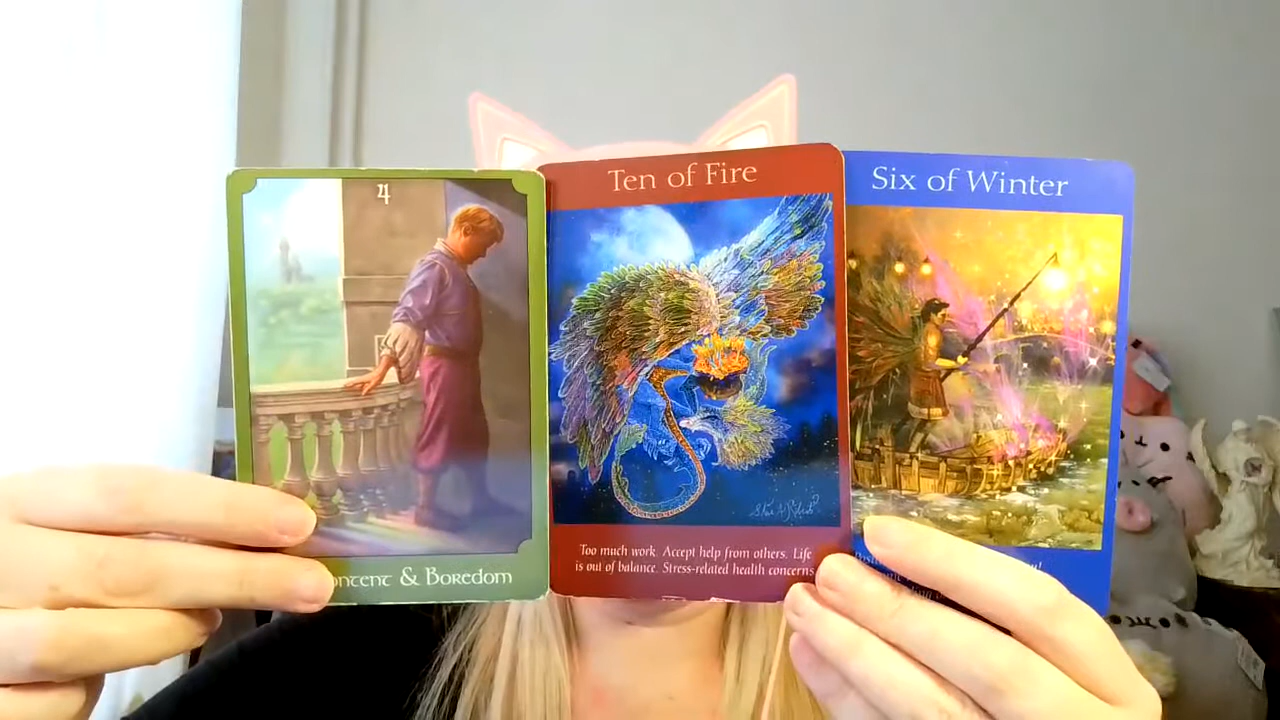 4
Ten of Fire
Six of Winter
& Boredom
Too much work. Accept help from others. Life
is out of balance. Stress-related health concerns